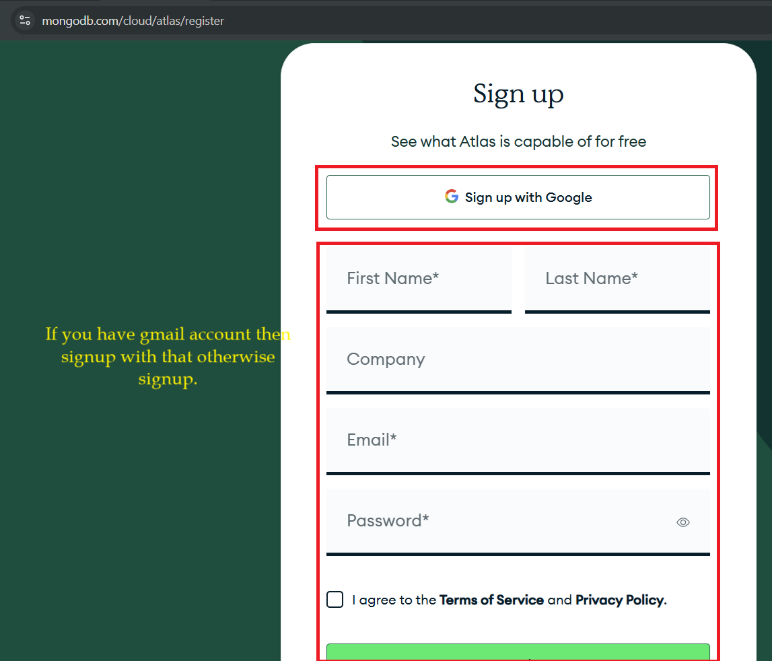 mongodb.com/cloud/atlas/register
Sign up
See what Atlas is capable of for free
Sign up with Google
First Name*
Last Name*
If you have gmail account then
signup with that otherwise
signup.
Company
Email*
Password*
I agree to the Terms of Service and Privacy Policy.